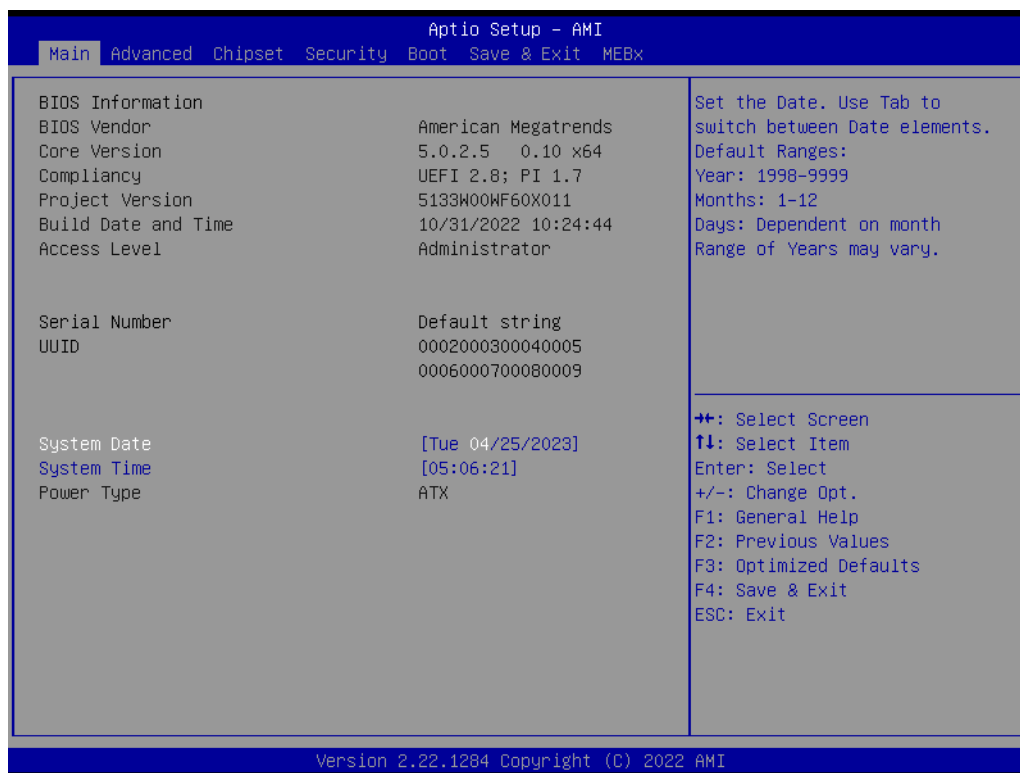 Aptio Setup – AMI
Main Advanced Chipset Security Boot Save & Exit MEBx
BIOS Information
BIOS Vendor American Megatrends
Core Version 5.0.2.5 0.10 x64
Compliancy UEFI 2.8; PI 1.7
Project Version 5133W00WF60X011
Build Date and Time 10/31/2022 10:24:44
Access Level Administrator
Serial Number Default string
UUID 0002000300040005
0006000700080009
System Date [Tue 04/25/2023]
System Time [05:06:21]
Power Type ATX
Set the Date. Use Tab to
switch between Date elements.
Default Ranges:
Year: 1998–9999
Months: 1–12
Days: Dependent on month
Range of Years may vary.
→←: Select Screen
↑↓: Select Item
Enter: Select
+/–: Change Opt.
F1: General Help
F2: Previous Values
F3: Optimized Defaults
F4: Save & Exit
ESC: Exit
Version 2.22.1284 Copyright (C) 2022 AMI